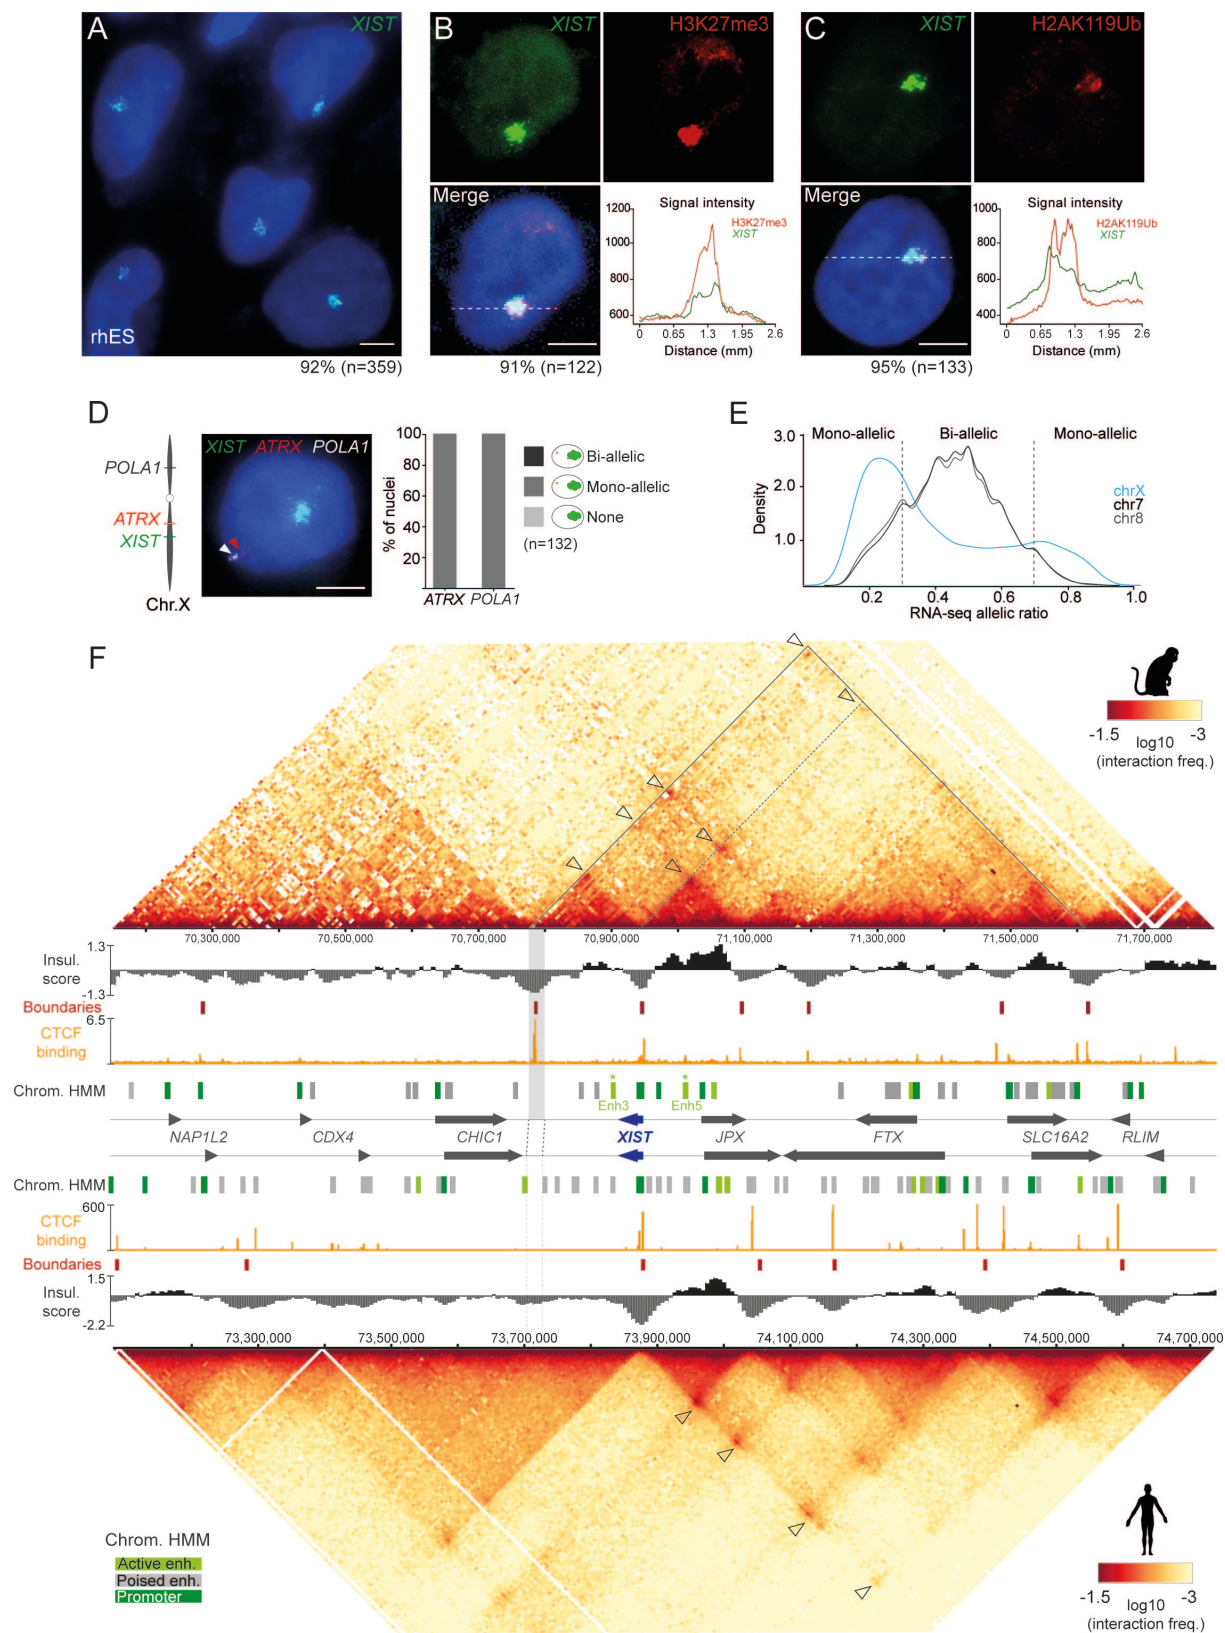 A
XIST
rhES
92% (n=359)
B
XIST
H3K27me3
Merge
Signal intensity
1200
H3K27me3
XIST
1000
800
600
0 0.65 1.3 1.95 2.6
Distance (mm)
91% (n=122)
C
XIST
H2AK119Ub
Merge
Signal intensity
1000
H2AK119Ub
XIST
800
600
400
0 0.65 1.3 1.95 2.6
Distance (mm)
95% (n=133)
D
POLA1
ATRX
XIST
Chr.X
XIST ATRX POLA1
% of nuclei
100
80
60
40
20
ATRX POLA1
Bi-allelic
Mono-allelic
None
(n=132)
E
Mono-allelic Bi-allelic Mono-allelic
Density
3.0
2.0
1.0
chrX
chr7
chr8
0.2 0.4 0.6 0.8 1.0
RNA-seq allelic ratio
F
-1.5 -3
log10
(interaction freq.)
70,300,000 70,500,000 70,700,000 70,900,000 71,100,000 71,300,000 71,500,000 71,700,000
Insul.
score
1.3
-1.3
Boundaries
6.5
CTCF
binding
Chrom. HMM
* *
Enh3 Enh5
NAP1L2 CDX4 CHIC1 XIST JPX FTX SLC16A2 RLIM
Chrom. HMM
600
CTCF
binding
Boundaries
1.5
Insul.
score
-2.2
73,300,000 73,500,000 73,700,000 73,900,000 74,100,000 74,300,000 74,500,000 74,700,000
Chrom. HMM
Active enh.
Poised enh.
Promoter
-1.5 -3
log10
(interaction freq.)